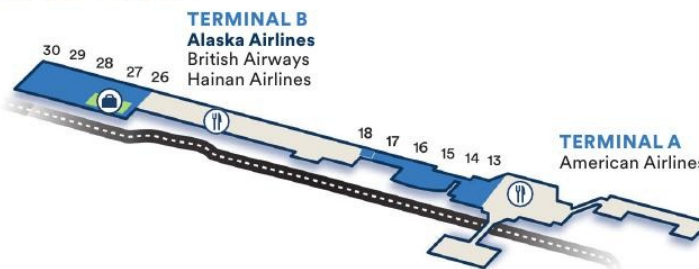 TERMINAL B
Alaska Airlines
British Airways
Hainan Airlines
30 29 28 27 26
18 17 16 15 14 13
TERMINAL A
American Airlines